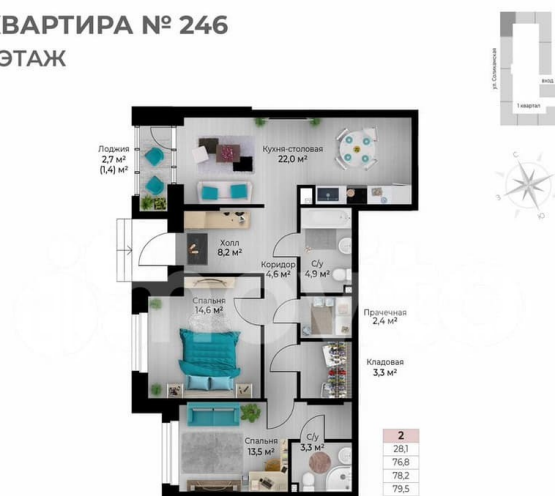 КВАРТИРА № 246
ЭТАЖ
ул. Соликамская
вход
1 квартал
С
Лоджия
2,7 м²
(1,4) м²
Кухня-столовая
22,0 м²
Холл
8,2 м²
Коридор
4,6 м²
С/у
4,9 м²
Спальня
14,6 м²
Прачечная
2,4 м²
Кладовая
3,3 м²
Спальня
13,5 м²
С/у
3,3 м²
2
28,1
76,8
78,2
79,5